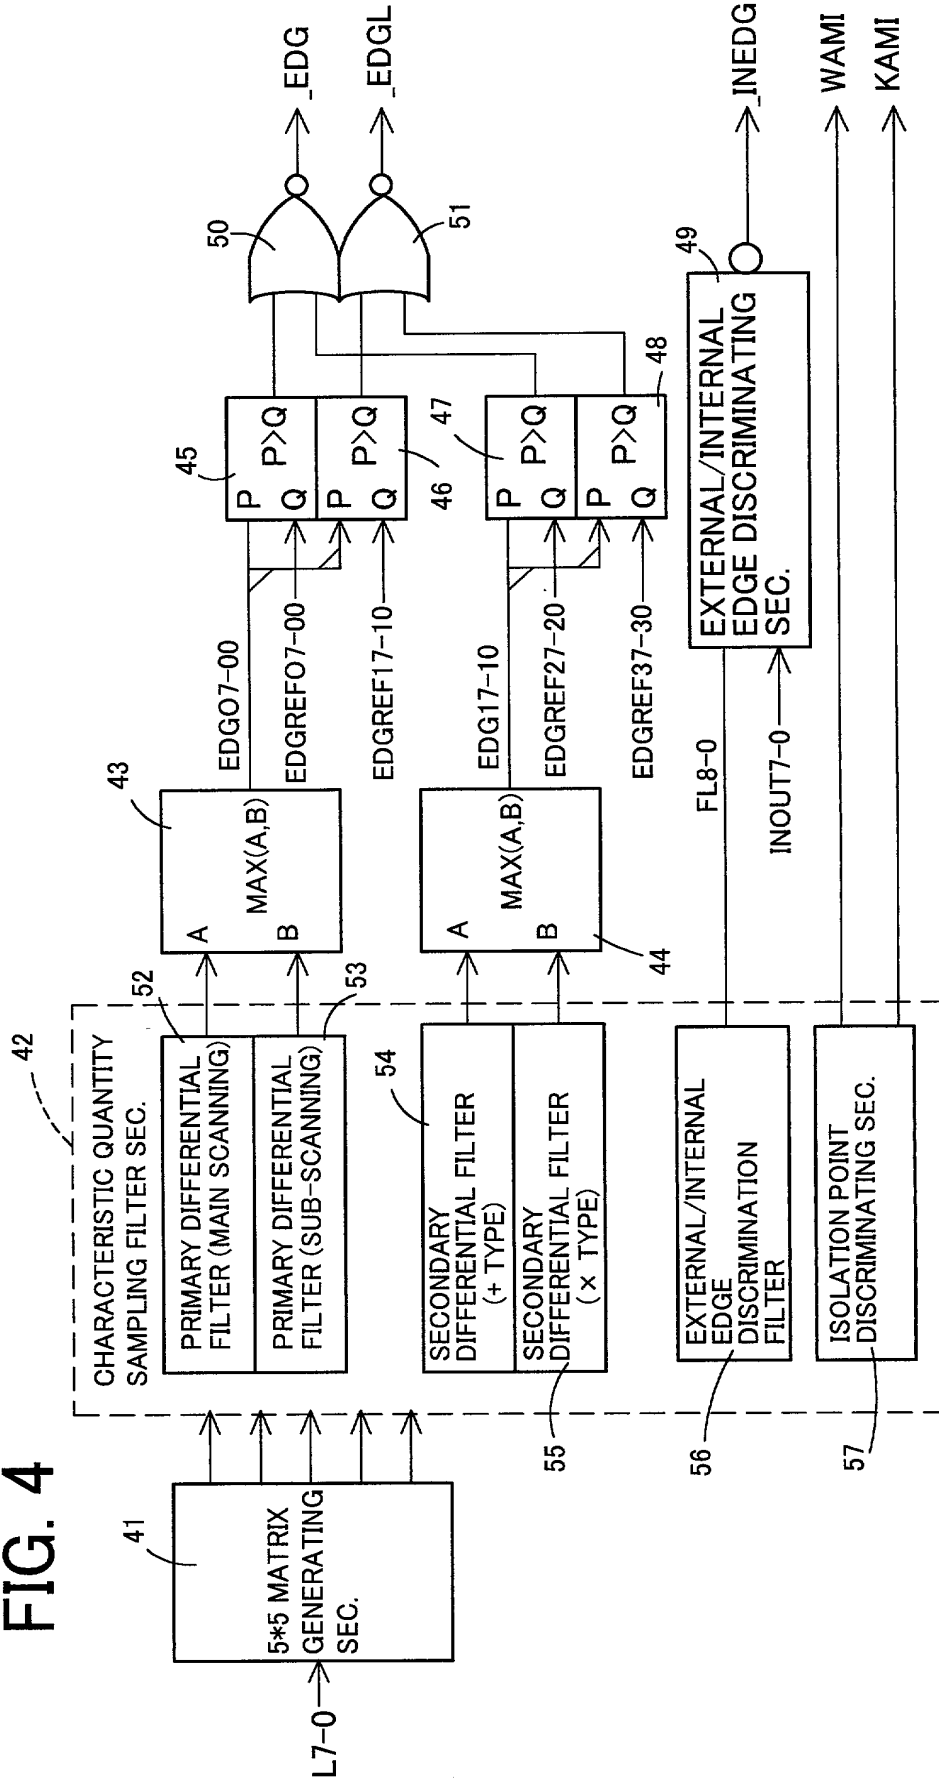 FIG. 4
L7-0
41
5*5 MATRIX
GENERATING
SEC.
42
CHARACTERISTIC QUANTITY
SAMPLING FILTER SEC.
52
PRIMARY DIFFERENTIAL
FILTER (MAIN SCANNING)
PRIMARY DIFFERENTIAL
FILTER (SUB-SCANNING)
53
54
SECONDARY
DIFFERENTIAL FILTER
(+ TYPE)
SECONDARY
DIFFERENTIAL FILTER
(× TYPE)
55
EXTERNAL/INTERNAL
EDGE
DISCRIMINATION
FILTER
56
ISOLATION POINT
DISCRIMINATING SEC.
57
43
A
MAX(A,B)
B
A
MAX(A,B)
B
44
EDG07-00
EDGREF07-00
EDGREF17-10
EDG17-10
EDGREF27-20
EDGREF37-30
FL8-0
INOUT7-0
45
P
P>Q
Q
P
P>Q
Q
46
47
P
P>Q
Q
P
P>Q
Q
48
49
EXTERNAL/INTERNAL
EDGE DISCRIMINATING
SEC.
50
51
_EDG
_EDGL
_INEDG
WAMI
KAMI